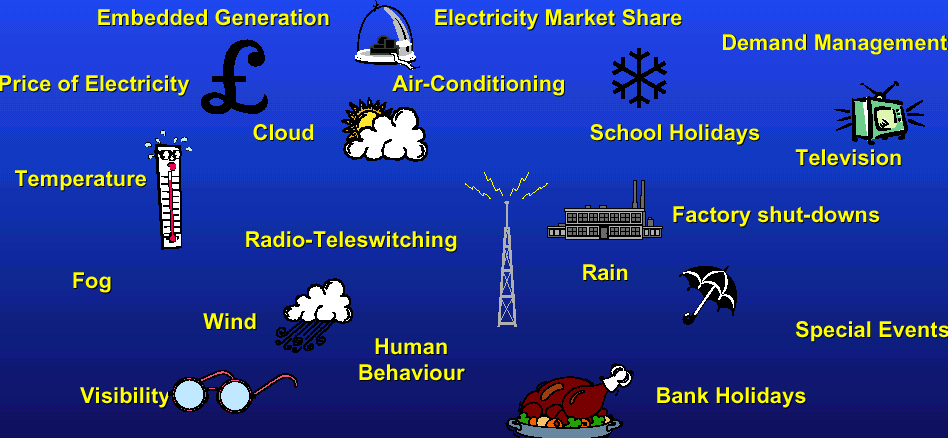 Embedded Generation
Electricity Market Share
Demand Management
Price of Electricity
£
Air-Conditioning
Cloud
School Holidays
Television
Temperature
Factory shut-downs
Radio-Teleswitching
Fog
Rain
Wind
Special Events
Human
Behaviour
Visibility
Bank Holidays